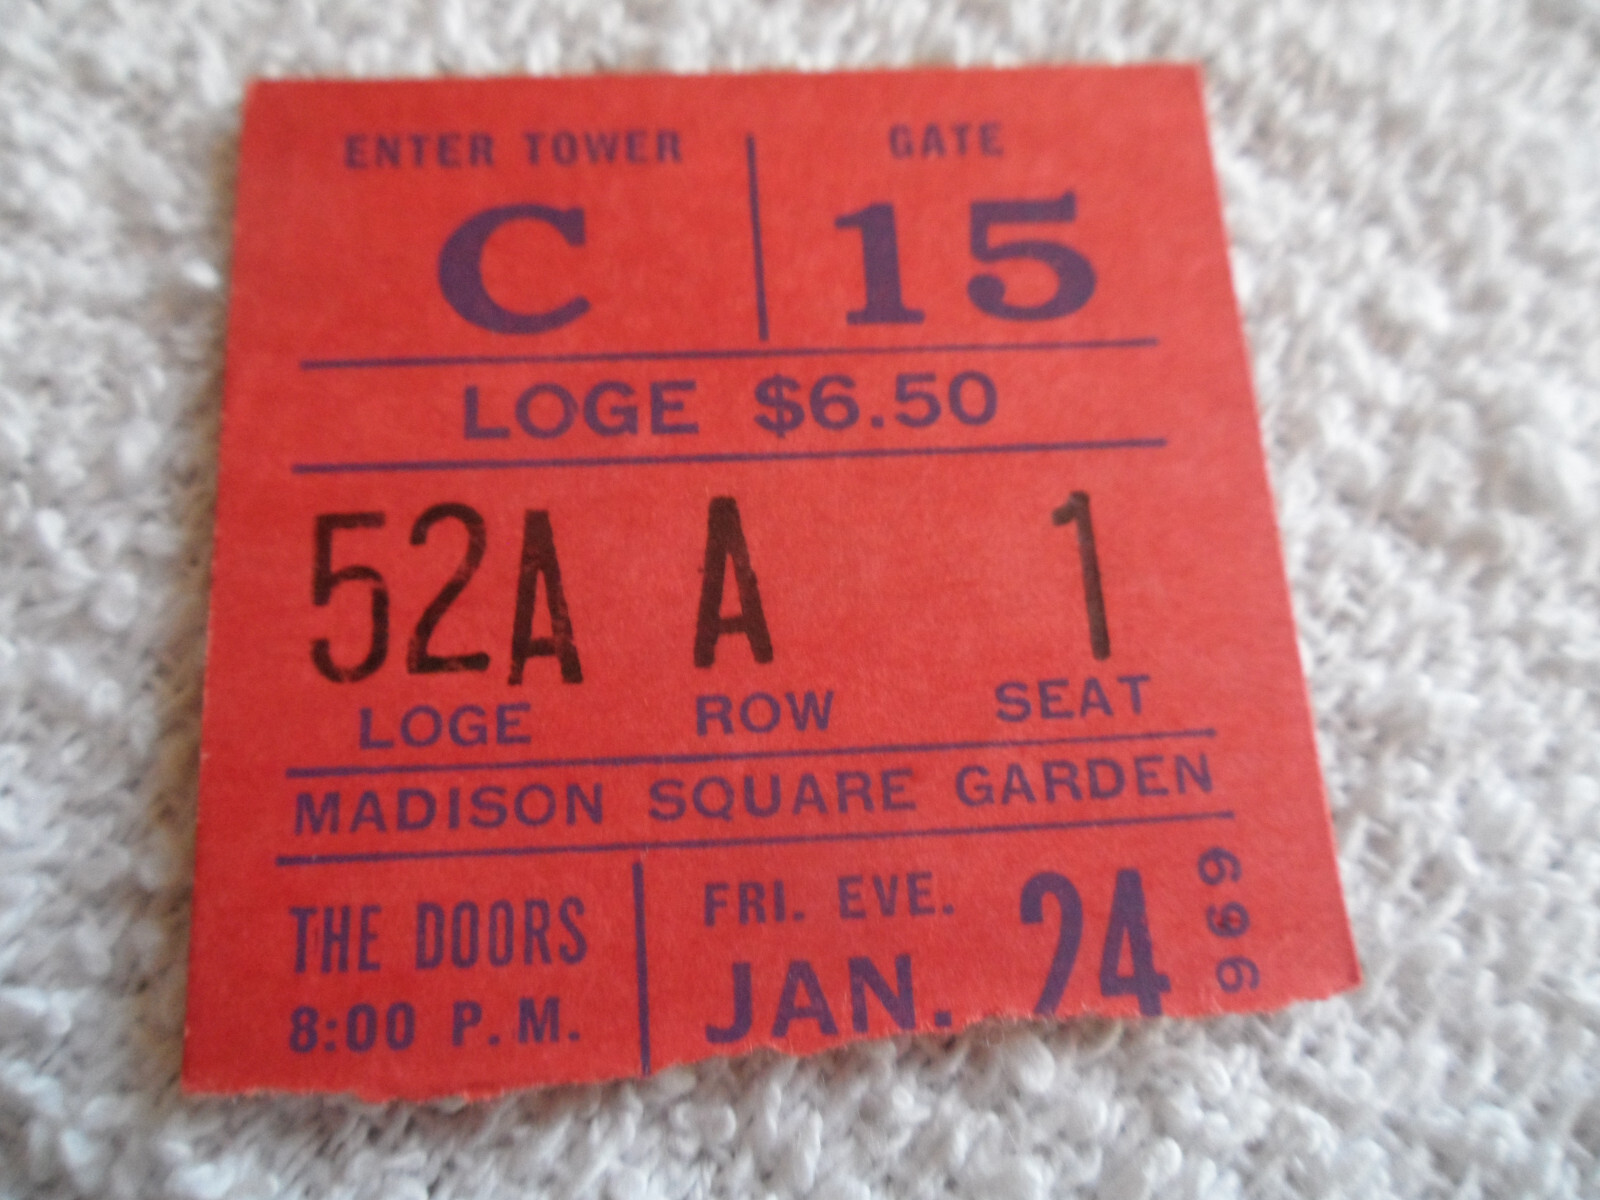 ENTER TOWER GATE
C 15
LOGE $6.50
52A A 1
LOGE ROW SEAT
MADISON SQUARE GARDEN
THE DOORS FRI. EVE. 24
8:00 P.M. JAN.